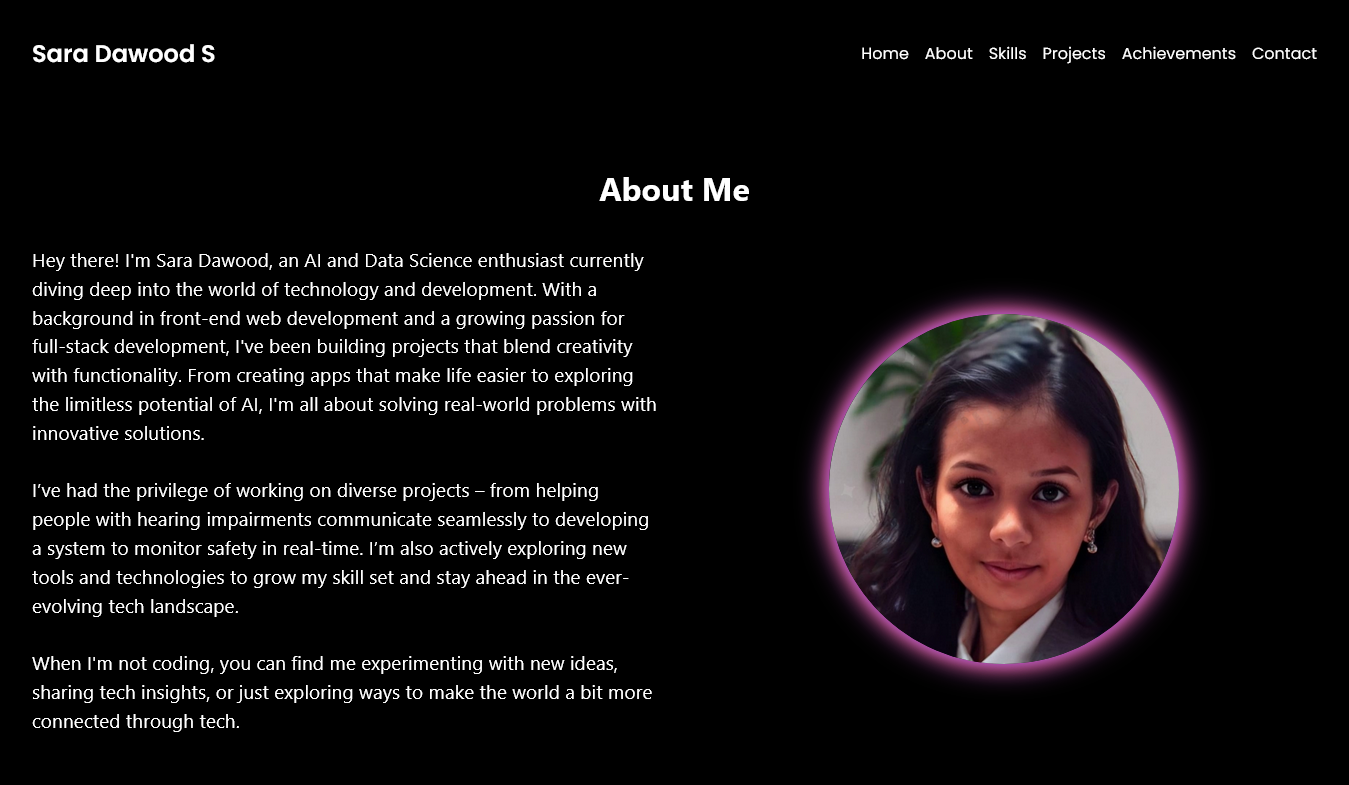 Sara Dawood S
Home About Skills Projects Achievements Contact
About Me
Hey there! I'm Sara Dawood, an AI and Data Science enthusiast currently
diving deep into the world of technology and development. With a
background in front-end web development and a growing passion for
full-stack development, I've been building projects that blend creativity
with functionality. From creating apps that make life easier to exploring
the limitless potential of AI, I'm all about solving real-world problems with
innovative solutions.
I’ve had the privilege of working on diverse projects – from helping
people with hearing impairments communicate seamlessly to developing
a system to monitor safety in real-time. I’m also actively exploring new
tools and technologies to grow my skill set and stay ahead in the ever-
evolving tech landscape.
When I'm not coding, you can find me experimenting with new ideas,
sharing tech insights, or just exploring ways to make the world a bit more
connected through tech.